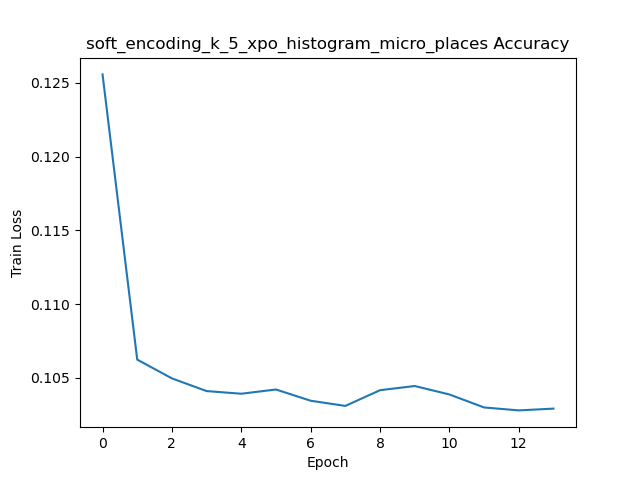 soft_encoding_k_5_xpo_histogram_micro_places Accuracy
0.125
0.120
0.115
0.110
0.105
Train Loss
0 2 4 6 8 10 12
Epoch